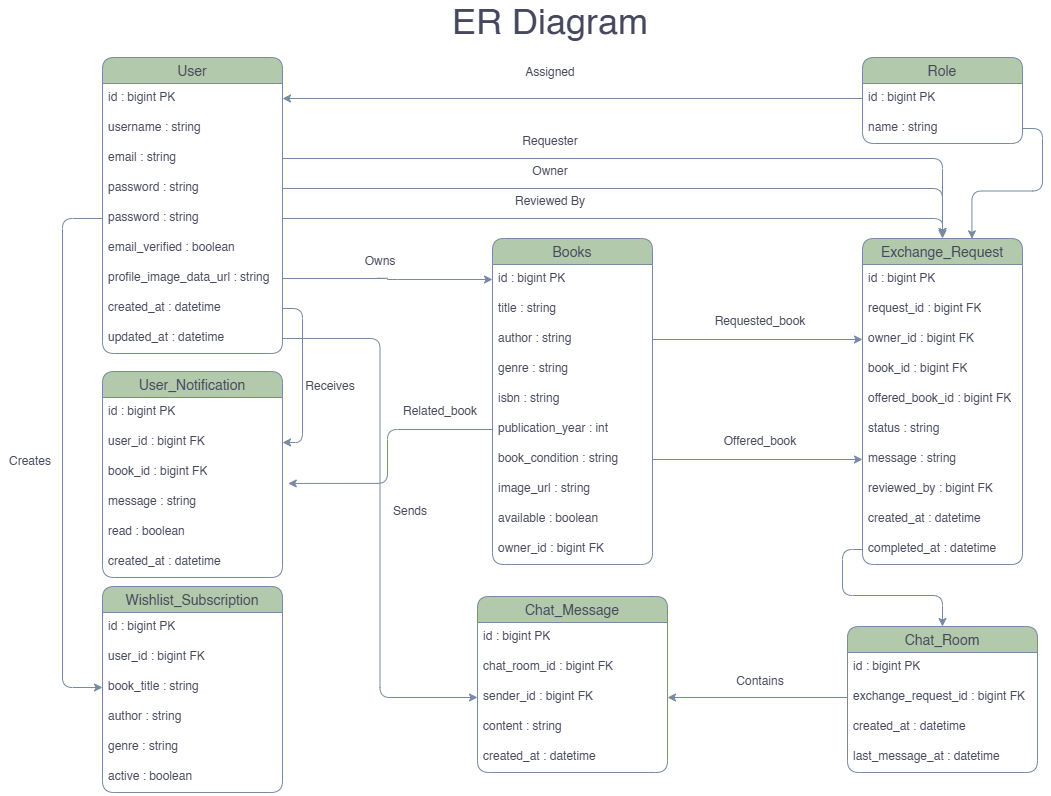 ER Diagram
User
id : bigint PK
username : string
email : string
password : string
password : string
email_verified : boolean
profile_image_data_url : string
created_at : datetime
updated_at : datetime
Assigned
Role
id : bigint PK
name : string
Requester
Owner
Reviewed By
Owns
Books
id : bigint PK
title : string
author : string
genre : string
isbn : string
publication_year : int
book_condition : string
image_url : string
available : boolean
owner_id : bigint FK
Requested_book
Offered_book
Exchange_Request
id : bigint PK
request_id : bigint FK
owner_id : bigint FK
book_id : bigint FK
offered_book_id : bigint FK
status : string
message : string
reviewed_by : bigint FK
created_at : datetime
completed_at : datetime
User_Notification
id : bigint PK
user_id : bigint FK
book_id : bigint FK
message : string
read : boolean
created_at : datetime
Receives
Related_book
Creates
Sends
Wishlist_Subscription
id : bigint PK
user_id : bigint FK
book_title : string
author : string
genre : string
active : boolean
Chat_Message
id : bigint PK
chat_room_id : bigint FK
sender_id : bigint FK
content : string
created_at : datetime
Contains
Chat_Room
id : bigint PK
exchange_request_id : bigint FK
created_at : datetime
last_message_at : datetime